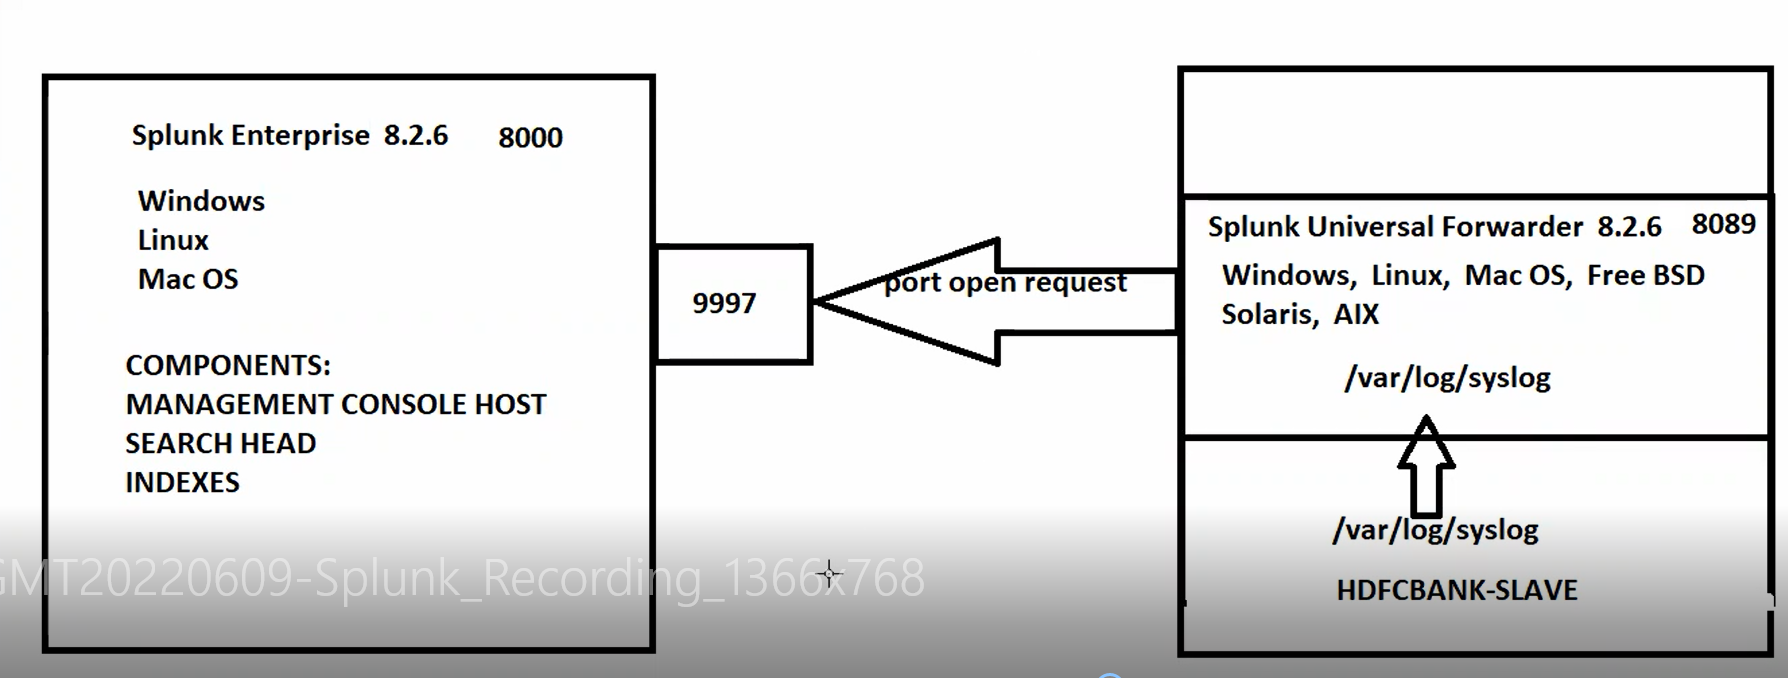 Splunk Enterprise 8.2.6 8000
Windows
Linux
Mac OS
COMPONENTS:
MANAGEMENT CONSOLE HOST
SEARCH HEAD
INDEXES
9997
port open request
Splunk Universal Forwarder 8.2.6 8089
Windows, Linux, Mac OS, Free BSD
Solaris, AIX
/var/log/syslog
/var/log/syslog
HDFCBANK-SLAVE
GMT20220609-Splunk_Recording_1366x768